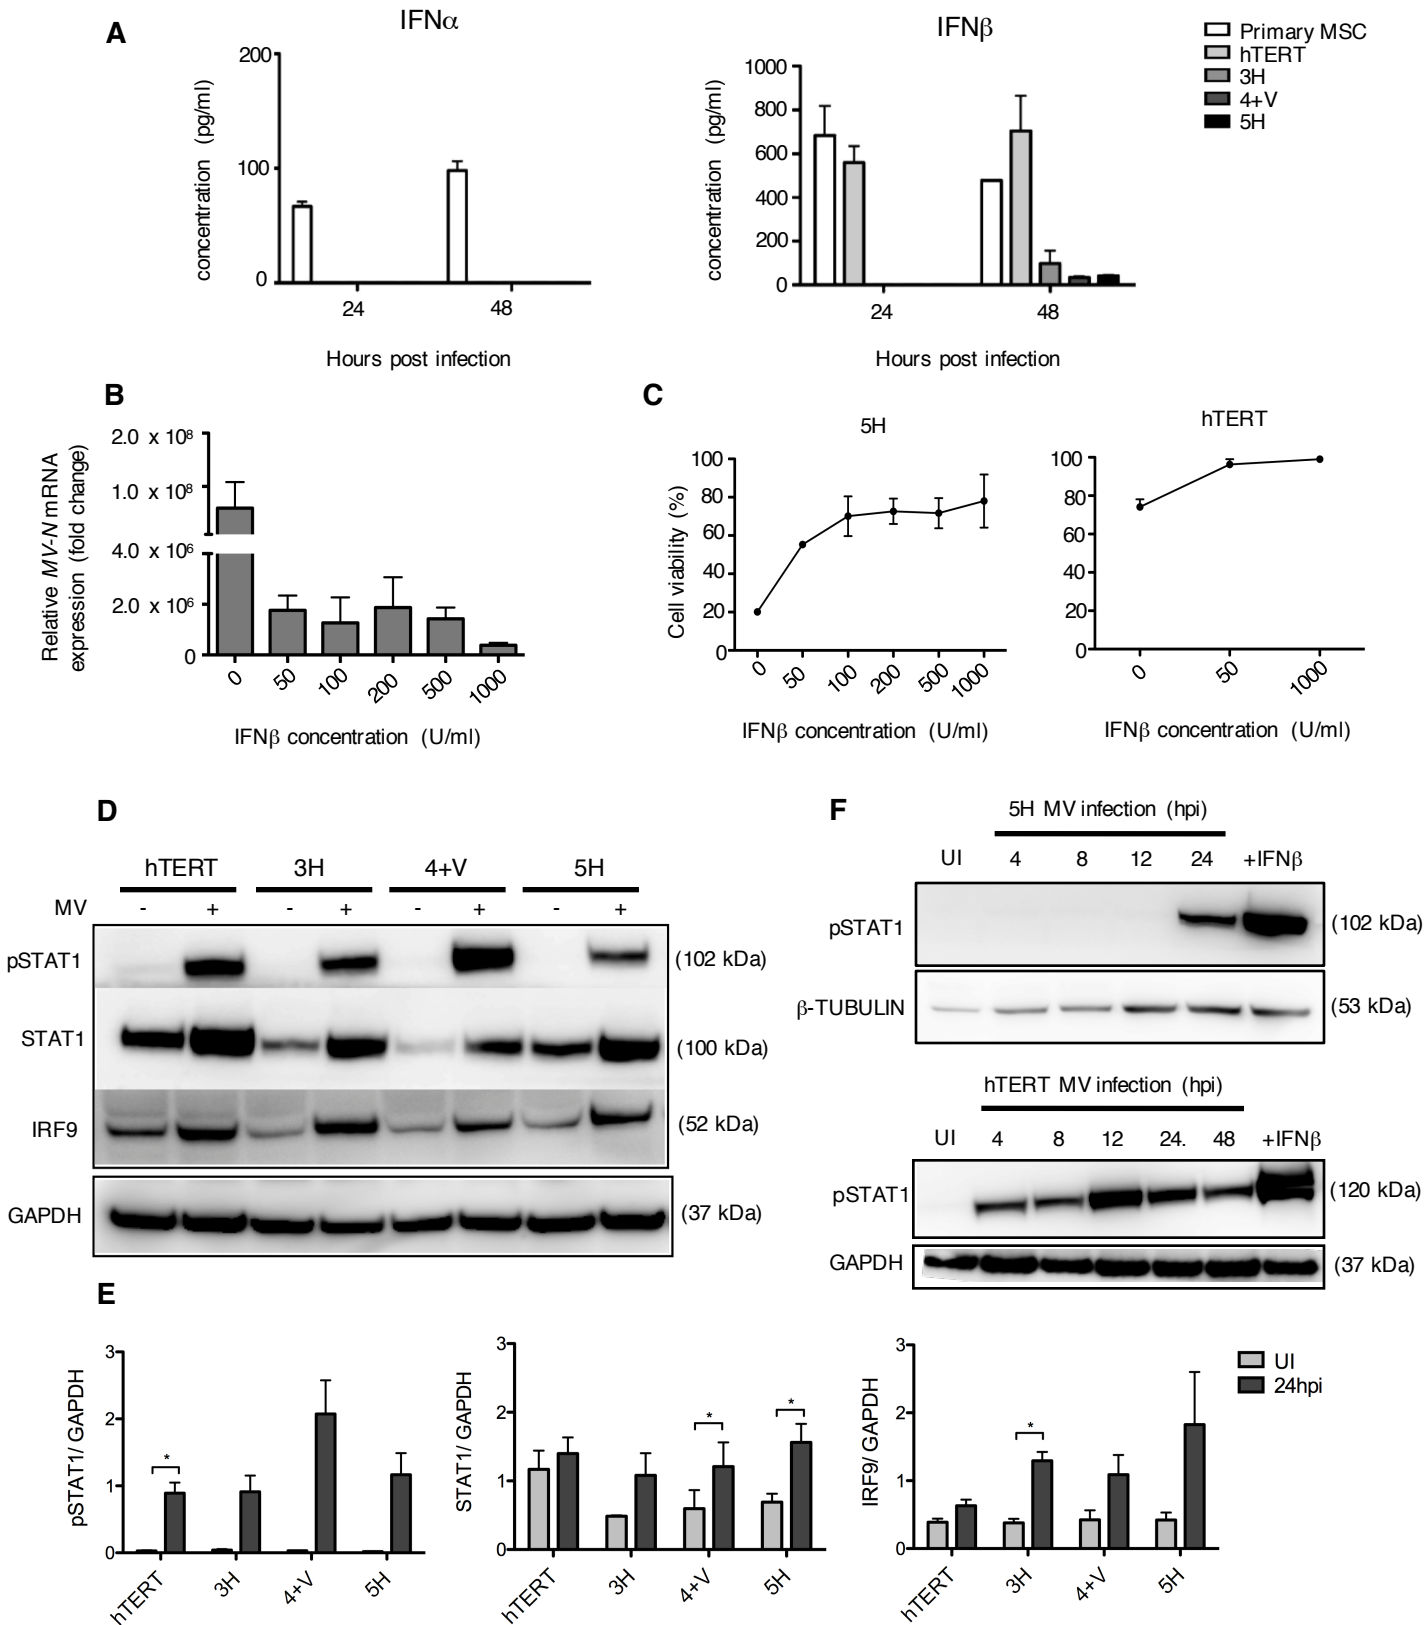 A
IFNα
IFNβ
Primary MSC
hTERT
3H
4+V
5H
concentration (pg/ml)
200
100
0
24
48
Hours post infection
concentration (pg/ml)
1000
800
600
400
200
0
24
48
Hours post infection
B
Relative MV-N mRNA
expression (fold change)
2.0 x 10⁸
1.0 x 10⁸
4.0 x 10⁶
2.0 x 10⁶
0
0 50 100 200 500 1000
IFNβ concentration (U/ml)
C
5H
Cell viability (%)
100
80
60
40
20
0
0 50 100 200 500 1000
IFNβ concentration (U/ml)
hTERT
100
80
60
40
20
0
0 50 1000
IFNβ concentration (U/ml)
D
hTERT 3H 4+V 5H
MV - + - + - + - +
pSTAT1 (102 kDa)
STAT1 (100 kDa)
IRF9 (52 kDa)
GAPDH (37 kDa)
F
5H MV infection (hpi)
UI 4 8 12 24 +IFNβ
pSTAT1 (102 kDa)
β-TUBULIN (53 kDa)
hTERT MV infection (hpi)
UI 4 8 12 24. 48 +IFNβ
pSTAT1 (120 kDa)
GAPDH (37 kDa)
E
pSTAT1/ GAPDH
3
2
1
0
*
hTERT 3H 4+V 5H
STAT1/ GAPDH
3
2
1
0
* *
hTERT 3H 4+V 5H
IRF9/ GAPDH
3
2
1
0
*
hTERT 3H 4+V 5H
UI
24hpi